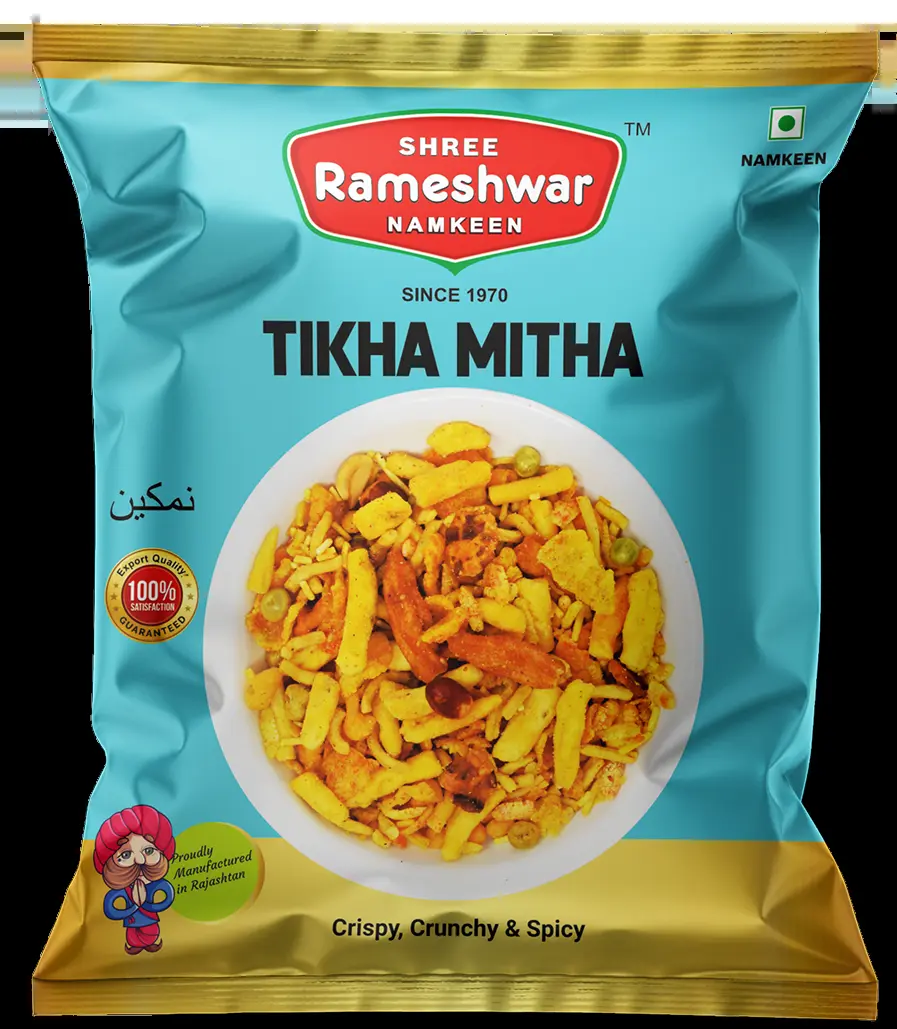 SHREE
Rameshwar
NAMKEEN
TM
NAMKEEN
SINCE 1970
TIKHA MITHA
نمكين
Export Quality
100%
SATISFACTION
GUARANTEED
Proudly
Manufactured
in Rajashtan
Crispy, Crunchy & Spicy